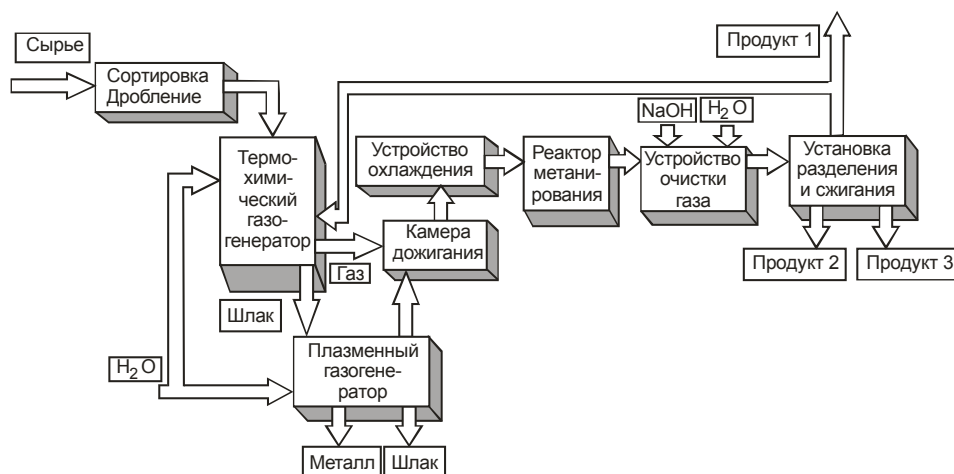 Сырье
Сортировка
Дробление
Продукт 1
NaOH
H₂O
Термо-
хими-
ческий
газо-
генератор
Устройство
охлаждения
Реактор
метани-
рования
Устройство
очистки
газа
Установка
разделения
и сжигания
Камера
дожигания
Газ
Продукт 2
Продукт 3
Шлак
H₂O
Плазменный
газогене-
ратор
Металл
Шлак